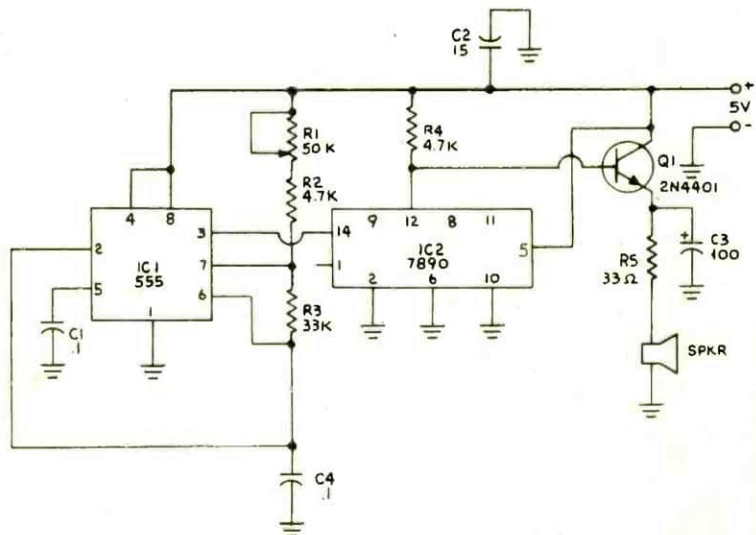 C2
15
+
5V
-
R1
50K
R4
4.7K
Q1
2N4401
R2
4.7K
4
8
9
12
8
11
2
3
14
IC1
555
IC2
7890
5
7
1
5
6
2
6
10
1
R3
33K
C1
.1
R5
33Ω
+
C3
100
SPKR
C4
.1